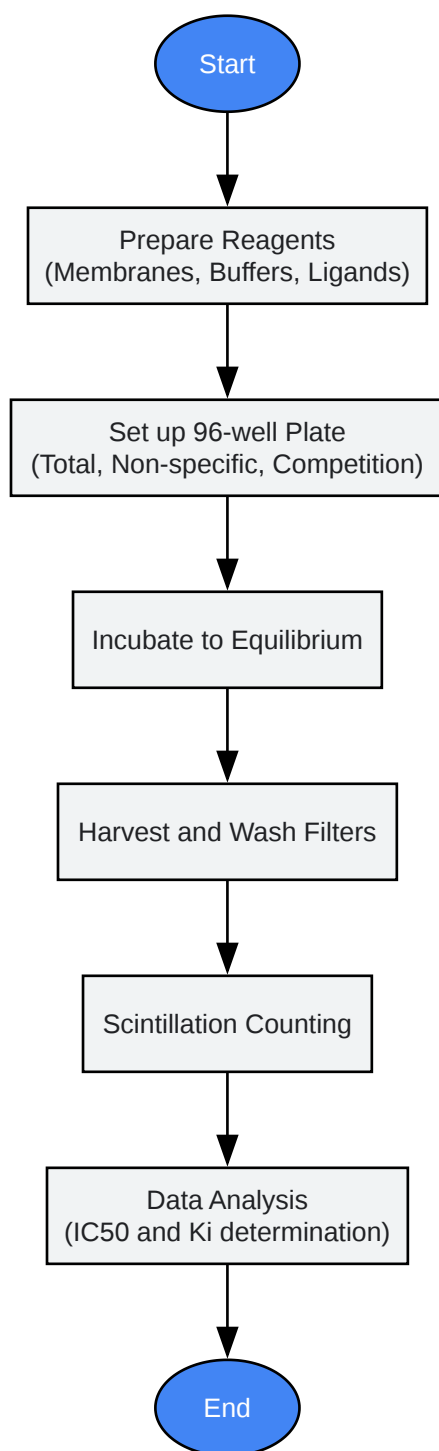 Start
Prepare Reagents
(Membranes, Buffers, Ligands)
Set up 96-well Plate
(Total, Non-specific, Competition)
Incubate to Equilibrium
Harvest and Wash Filters
Scintillation Counting
Data Analysis
(IC50 and Ki determination)
End